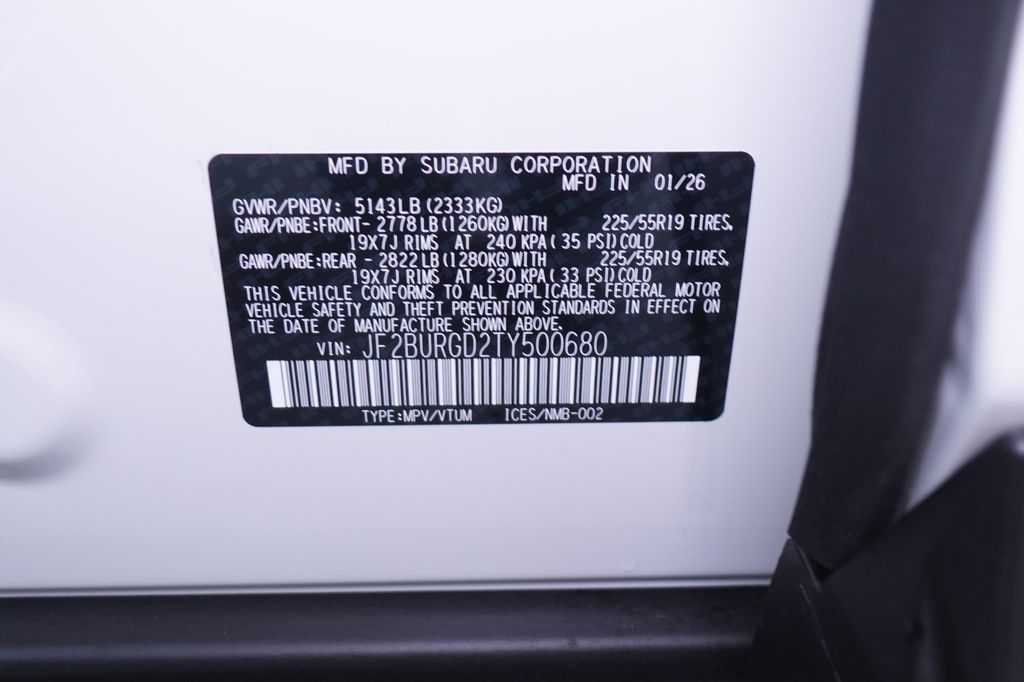 MFD BY SUBARU CORPORATION
MFD IN 01/26
GVWR/PNBV: 5143LB (2333KG)
GAWR/PNBE:FRONT- 2778LB (1260KG) WITH 225/55R19 TIRES,
19X7J RIMS AT 240 KPA (35 PSI) COLD
GAWR/PNBE:REAR - 2822LB (1280KG) WITH 225/55R19 TIRES,
19X7J RIMS AT 230 KPA (33 PSI) COLD
THIS VEHICLE CONFORMS TO ALL APPLICABLE FEDERAL MOTOR
VEHICLE SAFETY AND THEFT PREVENTION STANDARDS IN EFFECT ON
THE DATE OF MANUFACTURE SHOWN ABOVE.
VIN: JF2BURGD2TY500680
TYPE:MPV/VTUM ICES/NMB-002